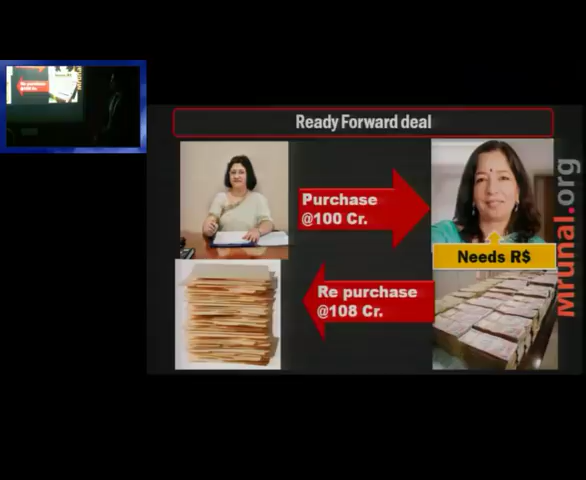 Ready Forward deal
Purchase
@100 Cr.
Needs R$
Re purchase
@108 Cr.
Mrunal.org